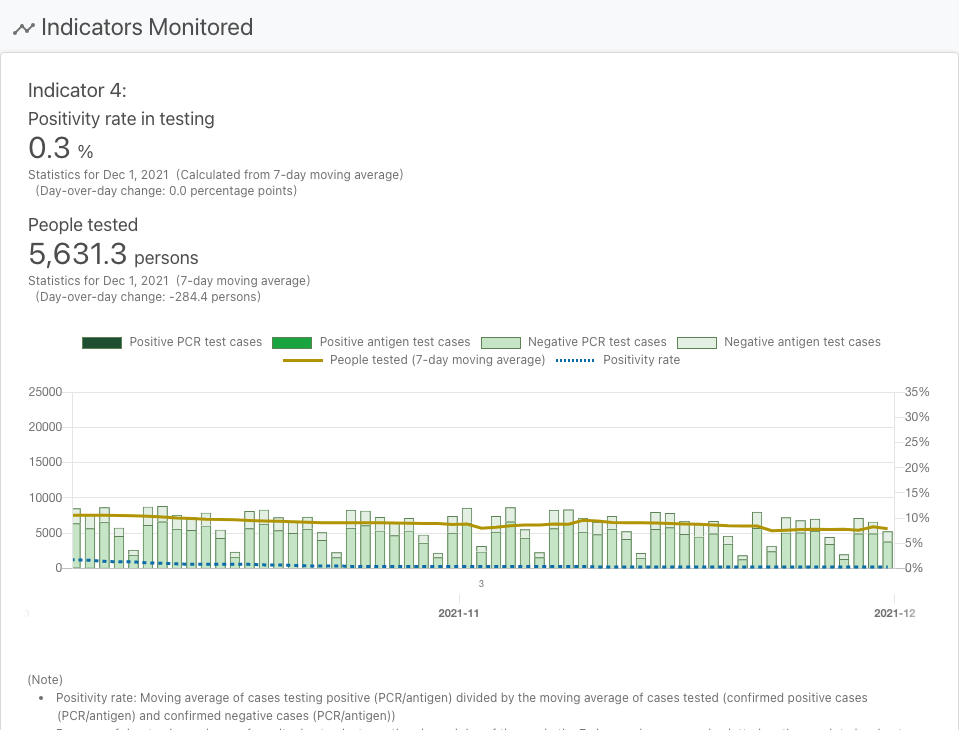 Indicators Monitored
Indicator 4:
Positivity rate in testing
0.3 %
Statistics for Dec 1, 2021 (Calculated from 7-day moving average)
(Day-over-day change: 0.0 percentage points)
People tested
5,631.3 persons
Statistics for Dec 1, 2021 (7-day moving average)
(Day-over-day change: -284.4 persons)
Positive PCR test cases Positive antigen test cases Negative PCR test cases Negative antigen test cases
People tested (7-day moving average) Positivity rate
25000 35%
30%
20000
25%
15000 20%
15%
10000
10%
5000
5%
0 0%
3
2021-11 2021-12
(Note)
• Positivity rate: Moving average of cases testing positive (PCR/antigen) divided by the moving average of cases tested (confirmed positive cases
(PCR/antigen) and confirmed negative cases (PCR/antigen))